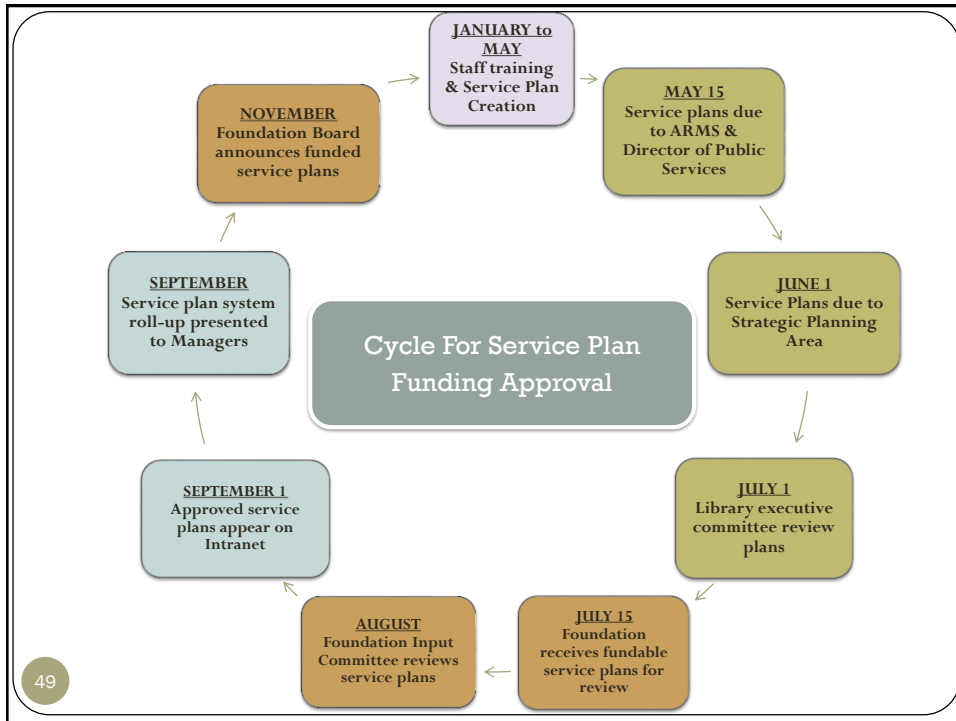 JANUARY to
MAY
Staff training
& Service Plan
Creation
MAY 15
Service plans due
to ARMS &
Director of Public
Services
JUNE 1
Service Plans due to
Strategic Planning
Area
JULY 1
Library executive
committee review
plans
JULY 15
Foundation
receives fundable
service plans for
review
AUGUST
Foundation Input
Committee reviews
service plans
SEPTEMBER 1
Approved service
plans appear on
Intranet
SEPTEMBER
Service plan system
roll-up presented
to Managers
NOVEMBER
Foundation Board
announces funded
service plans
Cycle For Service Plan
Funding Approval
49